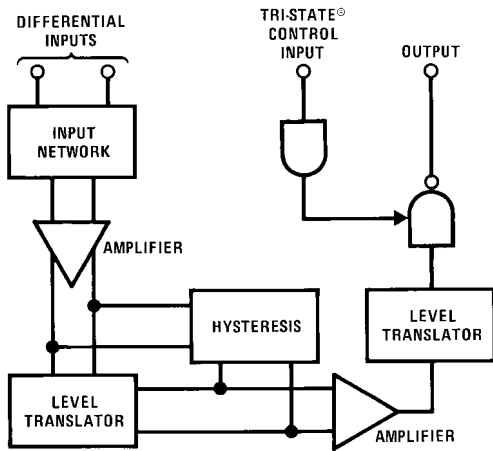 DIFFERENTIAL
INPUTS
TRI-STATE®
CONTROL
INPUT
OUTPUT
INPUT
NETWORK
AMPLIFIER
HYSTERESIS
LEVEL
TRANSLATOR
LEVEL
TRANSLATOR
AMPLIFIER